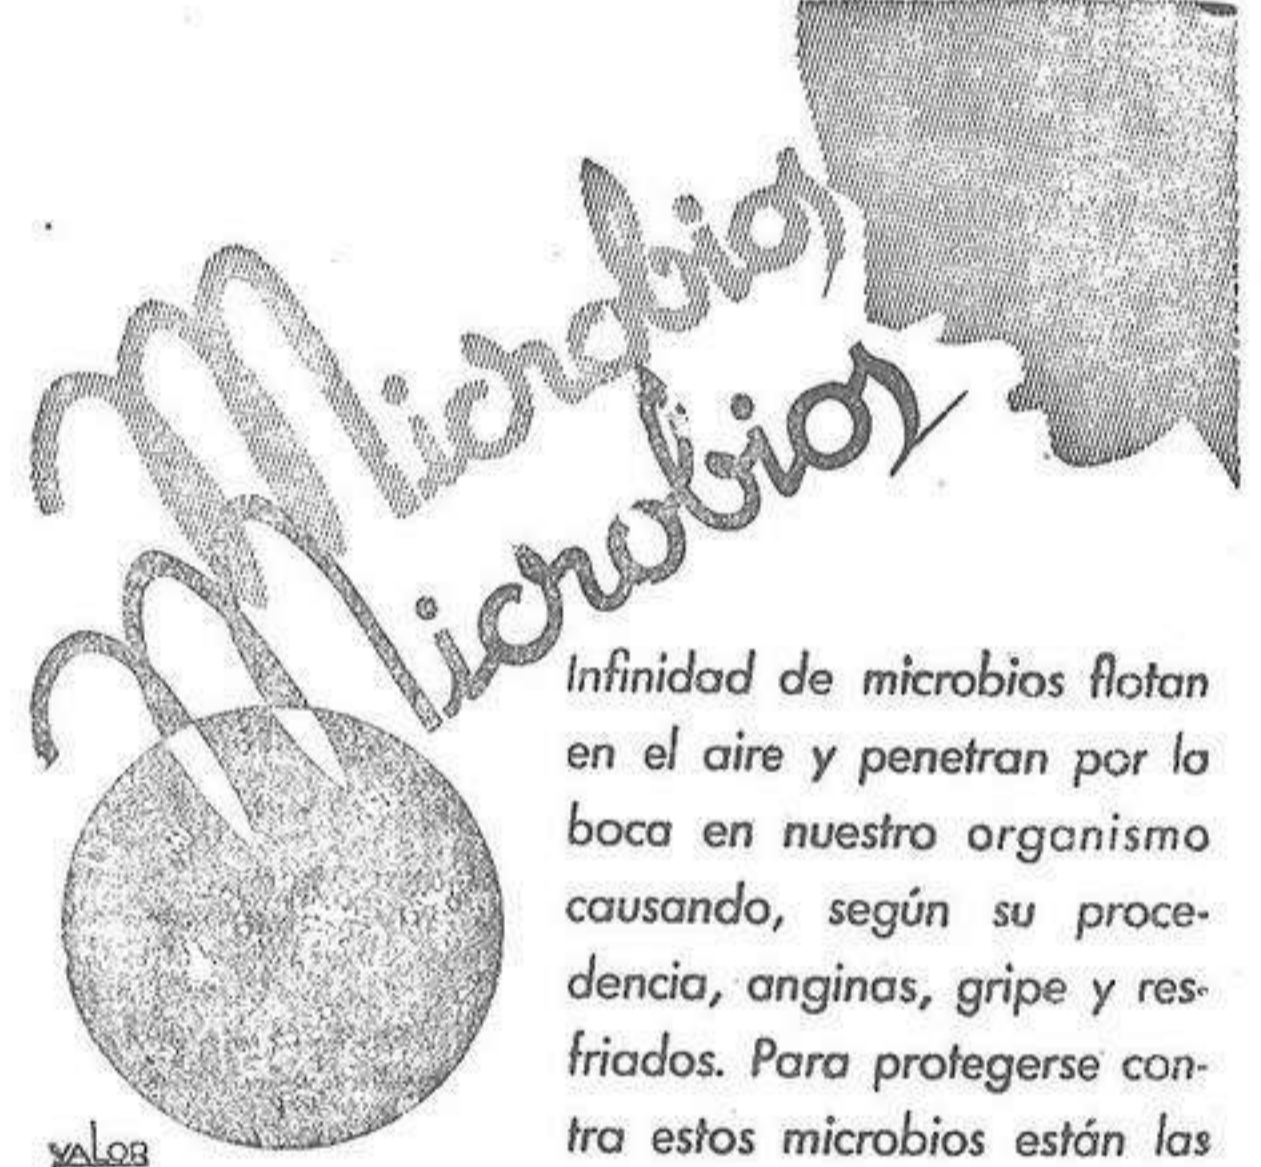 Microbios
Microbios
Infinidad de microbios flotan
en el aire y penetran por la
boca en nuestro organismo
causando, según su proce-
dencia, anginas, gripe y res-
friados. Para protegerse con-
tra estos microbios están las
VALOR